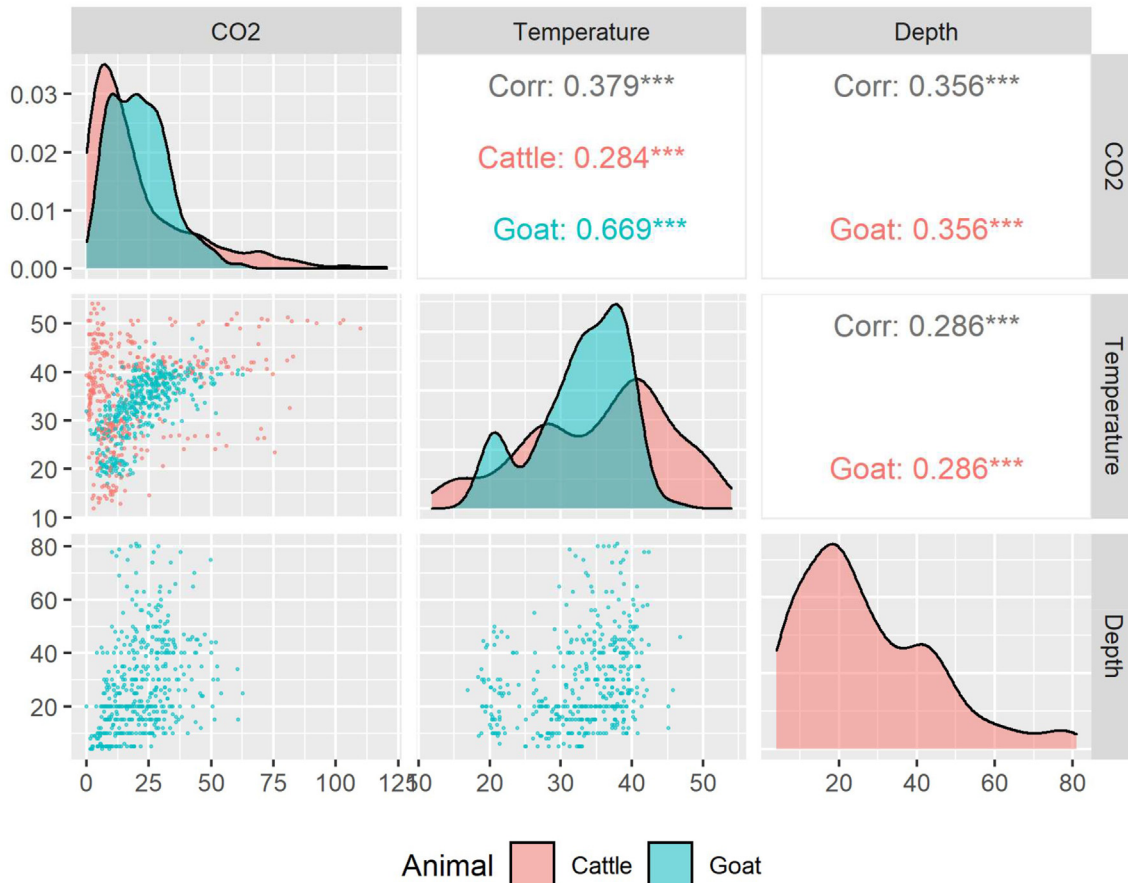 CO2 Temperature Depth
0.03
0.02
0.01
0.00
Corr: 0.379***
Cattle: 0.284***
Goat: 0.669***
Corr: 0.356***
Goat: 0.356***
CO2
50
40
30
20
10
Corr: 0.286***
Goat: 0.286***
Temperature
80
60
40
20
Depth
0 25 50 75 100 125
10 20 30 40 50
20 40 60 80
Animal Cattle Goat